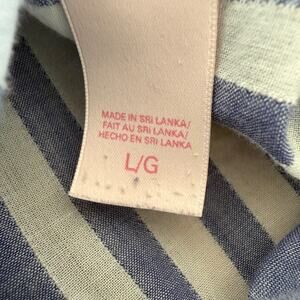 MADE IN SRI LANKA/
FAIT AU SRI LANKA/
HECHO EN SRI LANKA
L/G